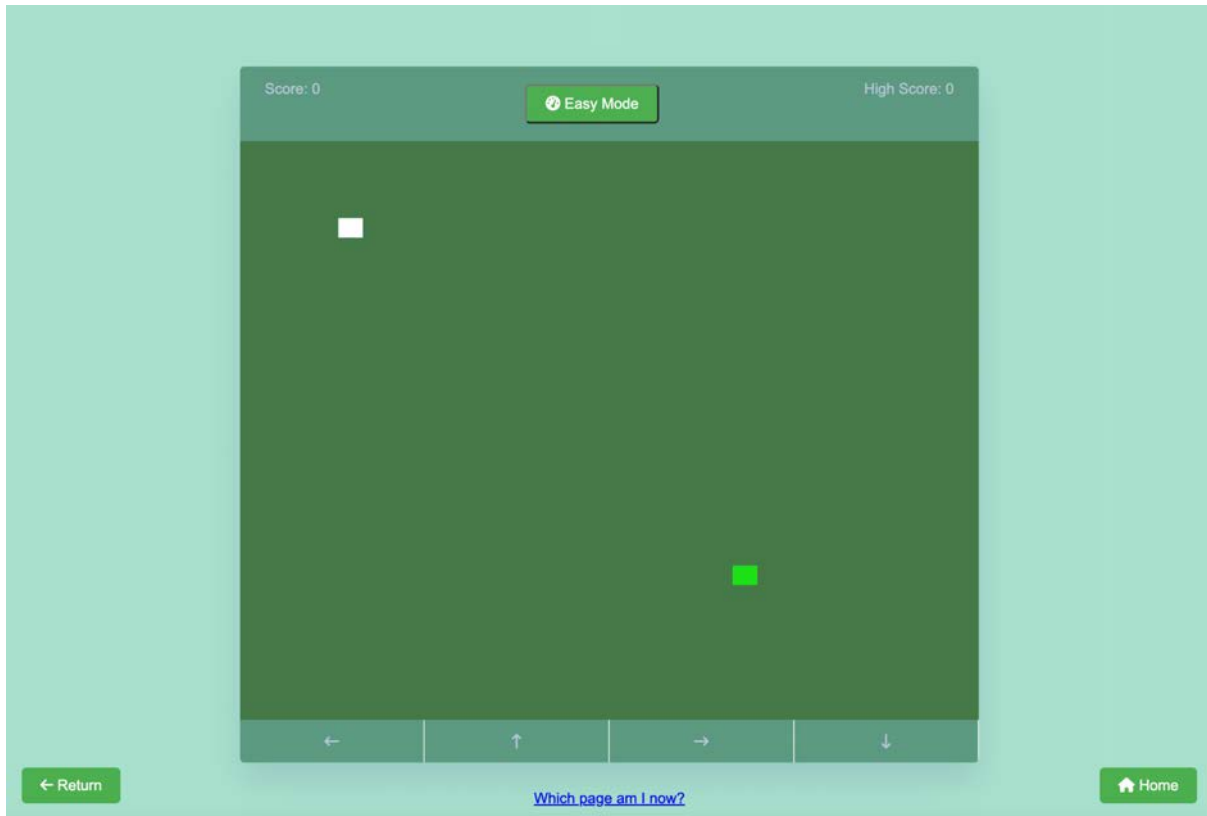 Score: 0
Easy Mode
High Score: 0
← ↑ → ↓
← Return
Which page am I now?
Home